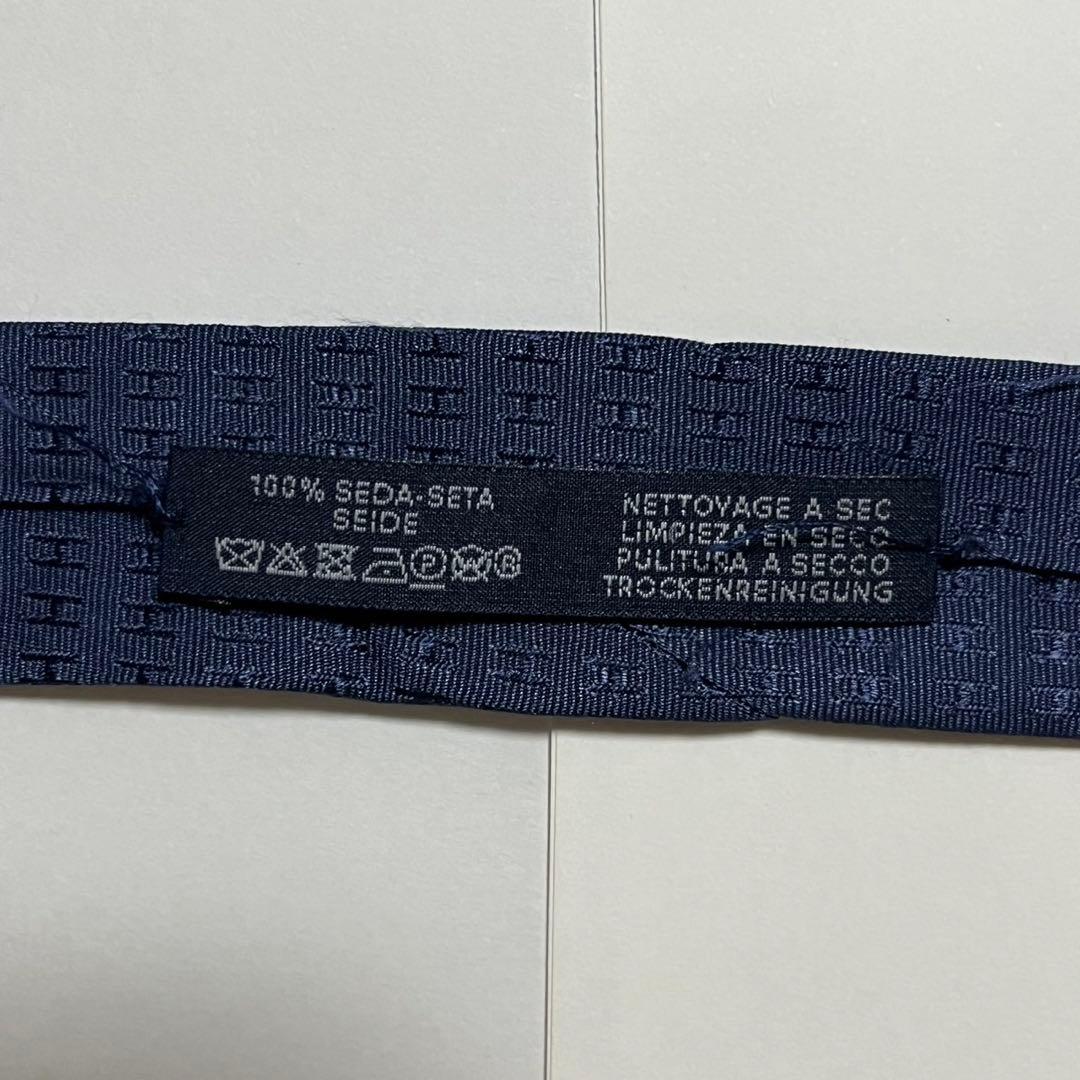 100% SEDA-SETA
SEIDE
P
W
B
NETTOYAGE A SEC
LIMPIEZA EN SECO
PULITURA A SECCO
TROCKENREINIGUNG